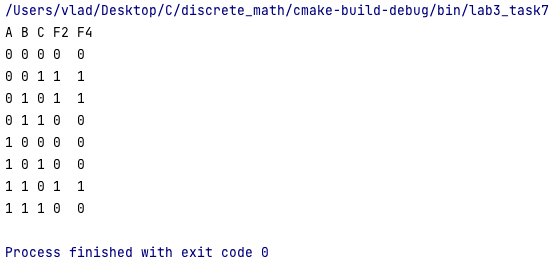 /Users/vlad/Desktop/C/discrete_math/cmake-build-debug/bin/lab3_task7
A B C F2 F4
0 0 0 0 0
0 0 1 1 1
0 1 0 1 1
0 1 1 0 0
1 0 0 0 0
1 0 1 0 0
1 1 0 1 1
1 1 1 0 0
Process finished with exit code 0